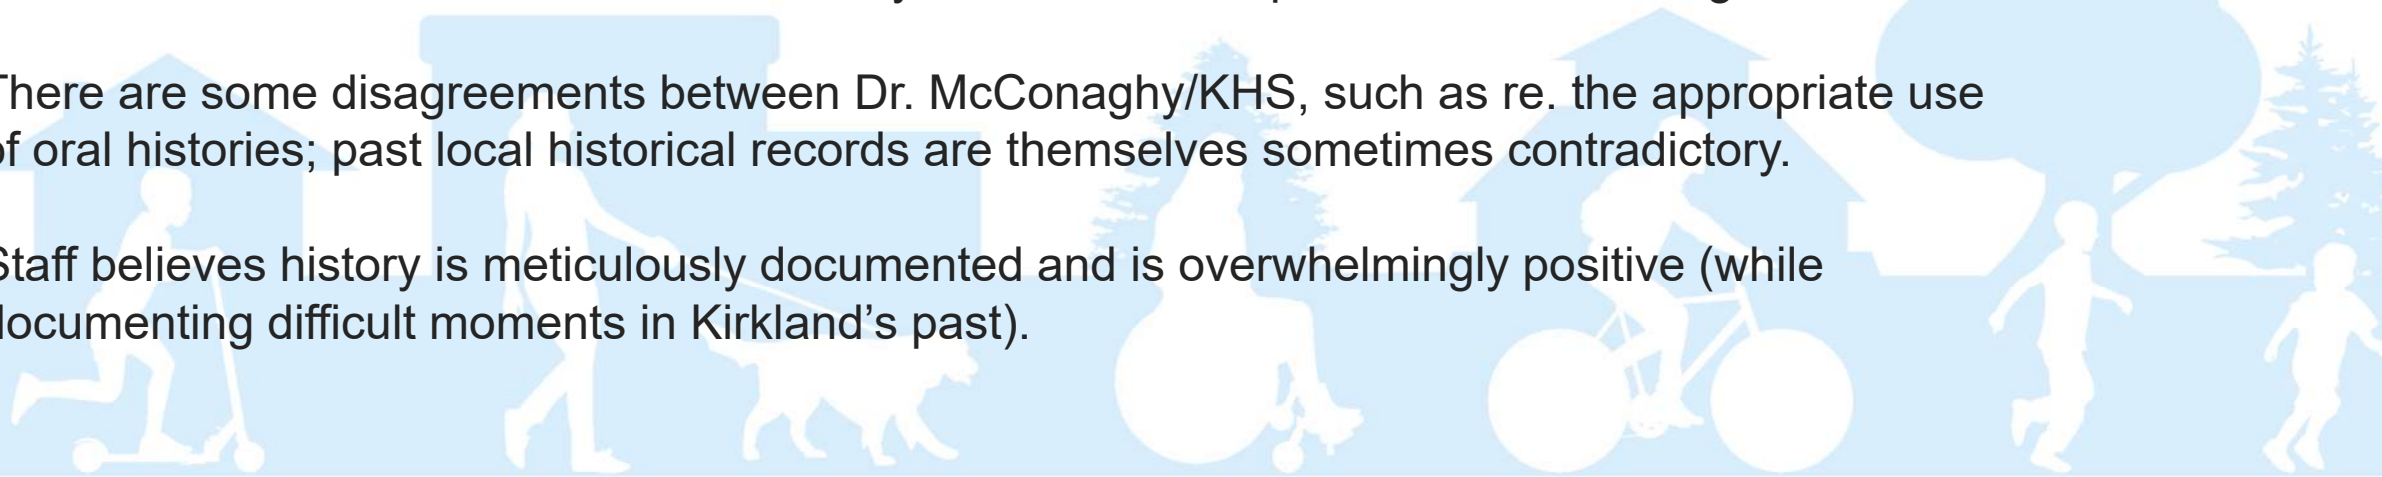 There are some disagreements between Dr. McConaghy/KHS, such as re. the appropriate use
of oral histories; past local historical records are themselves sometimes contradictory.
Staff believes history is meticulously documented and is overwhelmingly positive (while
documenting difficult moments in Kirkland’s past).